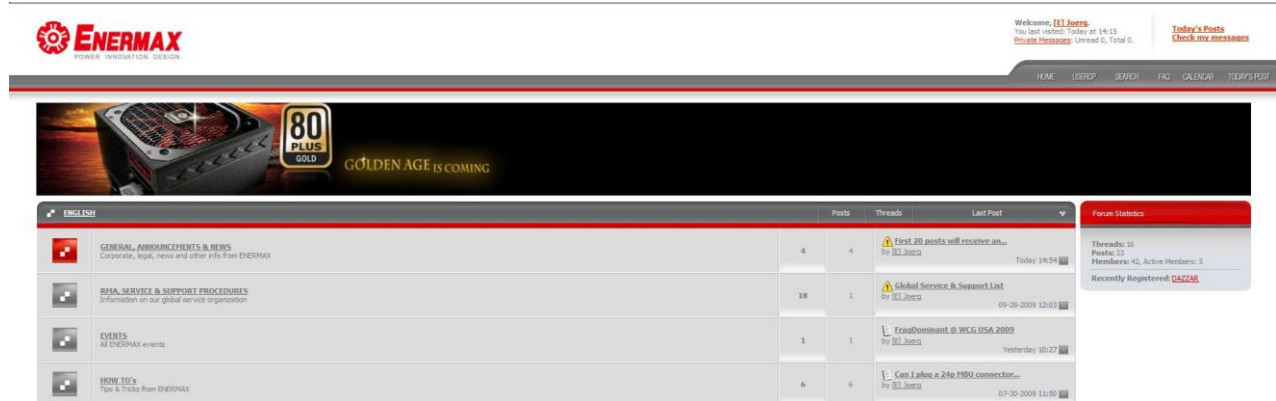 ENERMAX
POWER. INNOVATION. DESIGN
Welcome, [E] Joerg.
You last visited: Today at 14:15
Private Messages: Unread 0, Total 0.
Today's Posts
Check my messages
HOME USERCP SEARCH FAQ CALENDAR TODAY'S POST
80
PLUS
GOLD
GOLDEN AGE IS COMING
ENGLISH Posts Threads Last Post
GENERAL, ANNOUNCEMENTS & NEWS
Corporate, legal, news and other info from ENERMAX
4 4
First 20 posts will receive an...
by [E] Joerg
Today 14:54
RMA, SERVICE & SUPPORT PROCEDURES
Information on our global service organization
18 1
Global Service & Support List
by [E] Joerg
09-28-2009 12:03
EVENTS
All ENERMAX events
1 1
FragDominant @ WCG USA 2009
by [E] Joerg
Yesterday 10:27
HOW TO's
Tips & Tricks from ENERMAX
6 6
Can I plug a 24p MBU connector...
by [E] Joerg
07-30-2009 11:50
Forum Statistics
Threads: 16
Posts: 33
Members: 42, Active Members: 5
Recently Registered: DAZZAR